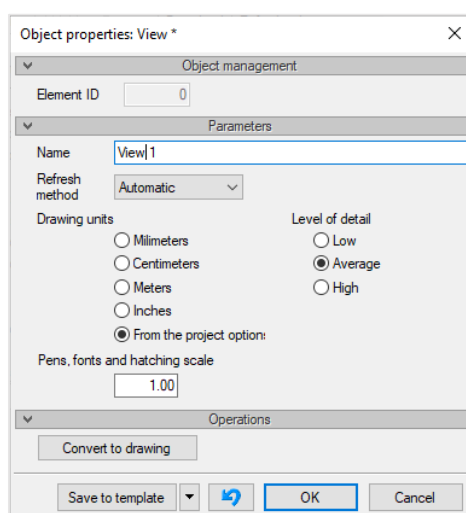 Object properties: View *
Object management
Element ID 0
Parameters
Name View 1
Refresh method Automatic
Drawing units Level of detail
Milimeters Low
Centimeters Average
Meters High
Inches
From the project option:
Pens, fonts and hatching scale
1.00
Operations
Convert to drawing
Save to template OK Cancel